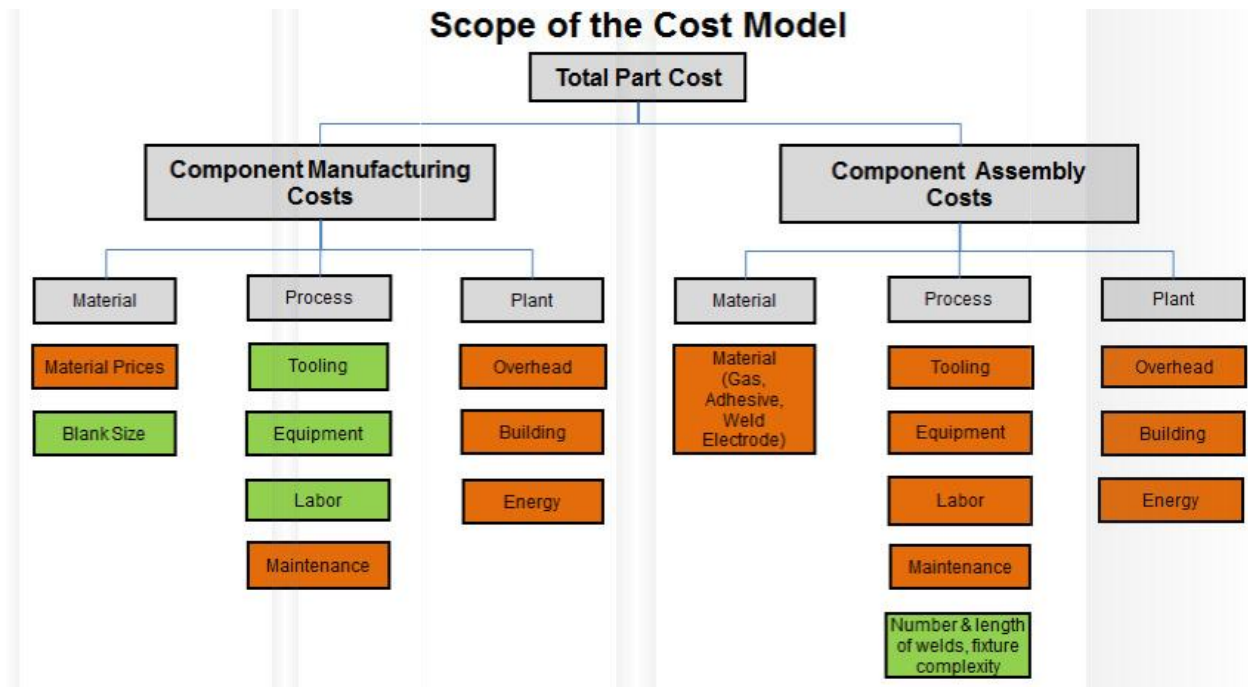 Scope of the Cost Model
Total Part Cost
Component Manufacturing
Costs
Component Assembly
Costs
Material
Process
Plant
Material
Process
Plant
Material Prices
Tooling
Overhead
Material
(Gas,
Adhesive,
Weld
Electrode)
Tooling
Overhead
Blank Size
Equipment
Building
Equipment
Building
Labor
Energy
Labor
Energy
Maintenance
Maintenance
Number & length
of welds, fixture
complexity